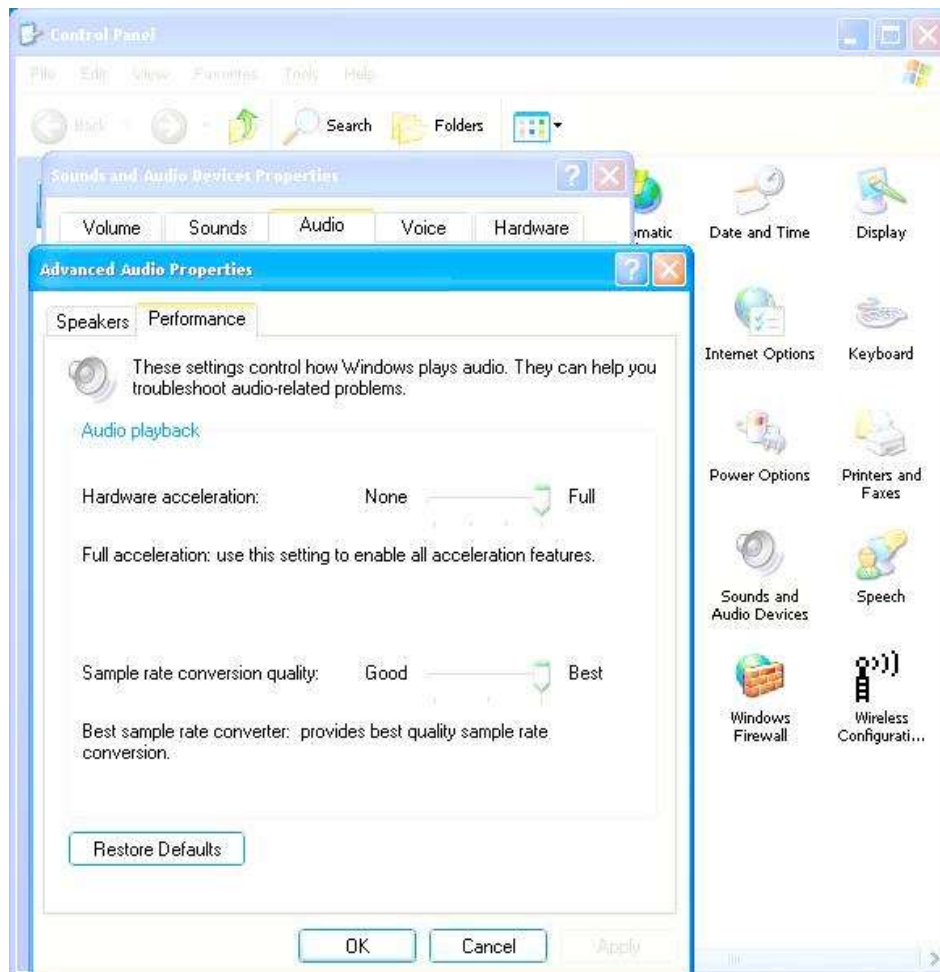 Control Panel
File Edit View Favorites Tools Help
Back Search Folders
Sounds and Audio Devices Properties
Volume Sounds Audio Voice Hardware
Advanced Audio Properties
Speakers Performance
These settings control how Windows plays audio. They can help you
troubleshoot audio-related problems.
Audio playback
Hardware acceleration: None Full
Full acceleration: use this setting to enable all acceleration features.
Sample rate conversion quality: Good Best
Best sample rate converter: provides best quality sample rate
conversion.
Restore Defaults
OK Cancel Apply
Date and Time Display
Internet Options Keyboard
Power Options Printers and
Faxes
Sounds and
Audio Devices Speech
Windows
Firewall Wireless
Configurati...